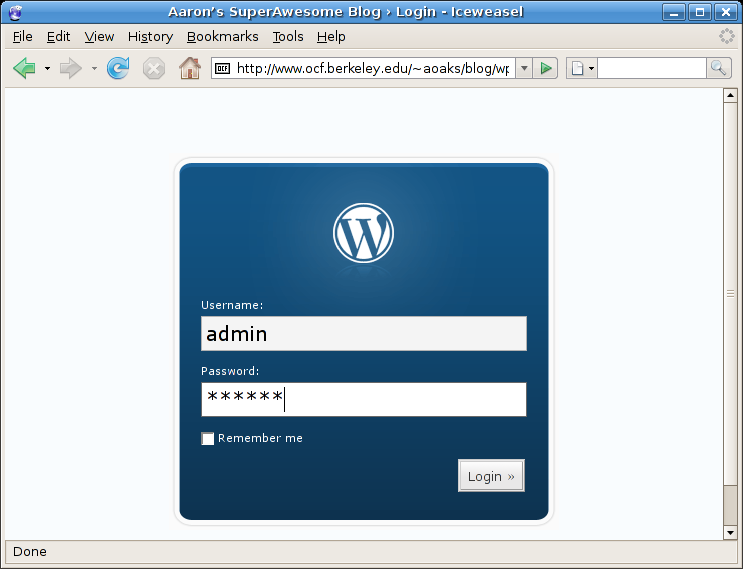 Aaron’s SuperAwesome Blog › Login - Iceweasel
File Edit View History Bookmarks Tools Help
OCF http://www.ocf.berkeley.edu/~aoaks/blog/wp
W
Username:
admin
Password:
******
Remember me
Login »
Done